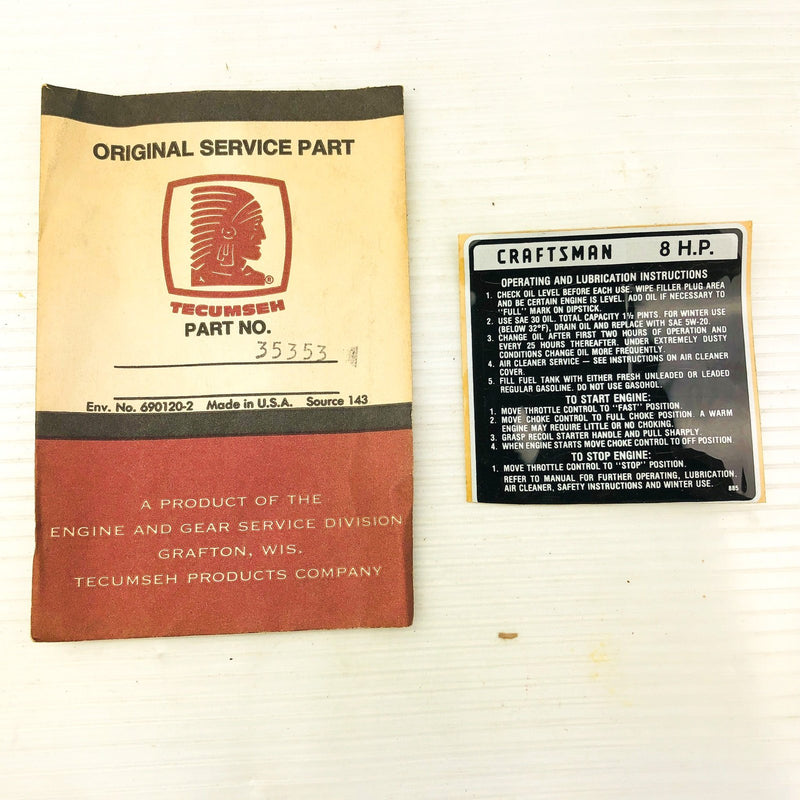 ORIGINAL SERVICE PART
®
TECUMSEH
PART NO.
35353
Env. No. 690120-2 Made in U.S.A. Source 143
A PRODUCT OF THE
ENGINE AND GEAR SERVICE DIVISION
GRAFTON, WIS.
TECUMSEH PRODUCTS COMPANY
CRAFTSMAN 8 H.P.
OPERATING AND LUBRICATION INSTRUCTIONS
1. CHECK OIL LEVEL BEFORE EACH USE. WIPE FILLER PLUG AREA
AND BE CERTAIN ENGINE IS LEVEL. ADD OIL IF NECESSARY TO
"FULL" MARK ON DIPSTICK.
2. USE SAE 30 OIL. TOTAL CAPACITY 1½ PINTS. FOR WINTER USE
(BELOW 32°F), DRAIN OIL AND REPLACE WITH SAE 5W-20.
3. CHANGE OIL AFTER FIRST TWO HOURS OF OPERATION AND
EVERY 25 HOURS THEREAFTER. UNDER EXTREMELY DUSTY
CONDITIONS CHANGE OIL MORE FREQUENTLY.
4. AIR CLEANER SERVICE — SEE INSTRUCTIONS ON AIR CLEANER
COVER.
5. FILL FUEL TANK WITH EITHER FRESH UNLEADED OR LEADED
REGULAR GASOLINE. DO NOT USE GASOHOL.
TO START ENGINE:
1. MOVE THROTTLE CONTROL TO "FAST" POSITION.
2. MOVE CHOKE CONTROL TO FULL CHOKE POSITION. A WARM
ENGINE MAY REQUIRE LITTLE OR NO CHOKING.
3. GRASP RECOIL STARTER HANDLE AND PULL SHARPLY.
4. WHEN ENGINE STARTS MOVE CHOKE CONTROL TO OFF POSITION
TO STOP ENGINE:
1. MOVE THROTTLE CONTROL TO "STOP" POSITION.
REFER TO MANUAL FOR FURTHER OPERATING, LUBRICATION,
AIR CLEANER, SAFETY INSTRUCTIONS AND WINTER USE.
885